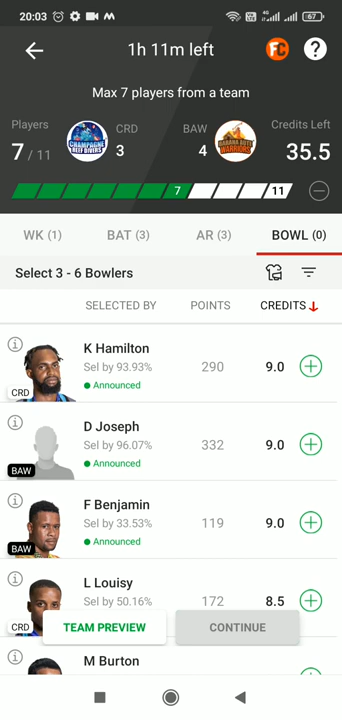 20:03
4G
67
1h 11m left
FC
?
Max 7 players from a team
Players
CRD
BAW
Credits Left
7 / 11
CHAMPAGNE REEF DIVERS
3
4
35.5
7
11
WK (1)
BAT (3)
AR (3)
BOWL (0)
Select 3 - 6 Bowlers
SELECTED BY
POINTS
CREDITS
K Hamilton
Sel by 93.93%
290
9.0
Announced
CRD
D Joseph
Sel by 96.07%
332
9.0
Announced
BAW
F Benjamin
Sel by 33.53%
119
9.0
Announced
BAW
L Louisy
Sel by 50.16%
172
8.5
CRD
TEAM PREVIEW
CONTINUE
M Burton